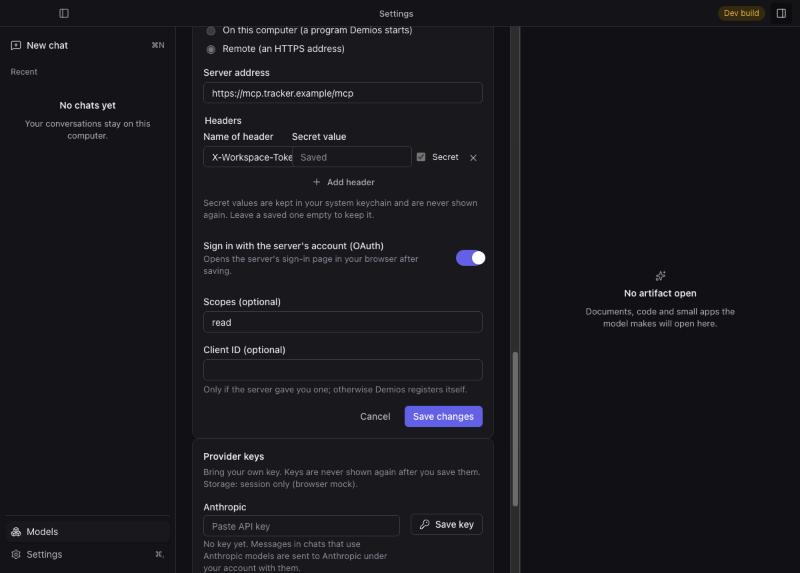 Settings
Dev build
New chat
⌘N
Recent
No chats yet
Your conversations stay on this
computer.
Models
Settings
⌘,
On this computer (a program Demios starts)
Remote (an HTTPS address)
Server address
https://mcp.tracker.example/mcp
Headers
Name of header
Secret value
X-Workspace-Toke
Saved
Secret
Add header
Secret values are kept in your system keychain and are never shown
again. Leave a saved one empty to keep it.
Sign in with the server's account (OAuth)
Opens the server's sign-in page in your browser after
saving.
Scopes (optional)
read
Client ID (optional)
Only if the server gave you one; otherwise Demios registers itself.
Cancel
Save changes
Provider keys
Bring your own key. Keys are never shown again after you save them.
Storage: session only (browser mock).
Anthropic
Paste API key
Save key
No key yet. Messages in chats that use
Anthropic models are sent to Anthropic under
your account with them.
No artifact open
Documents, code and small apps the
model makes will open here.